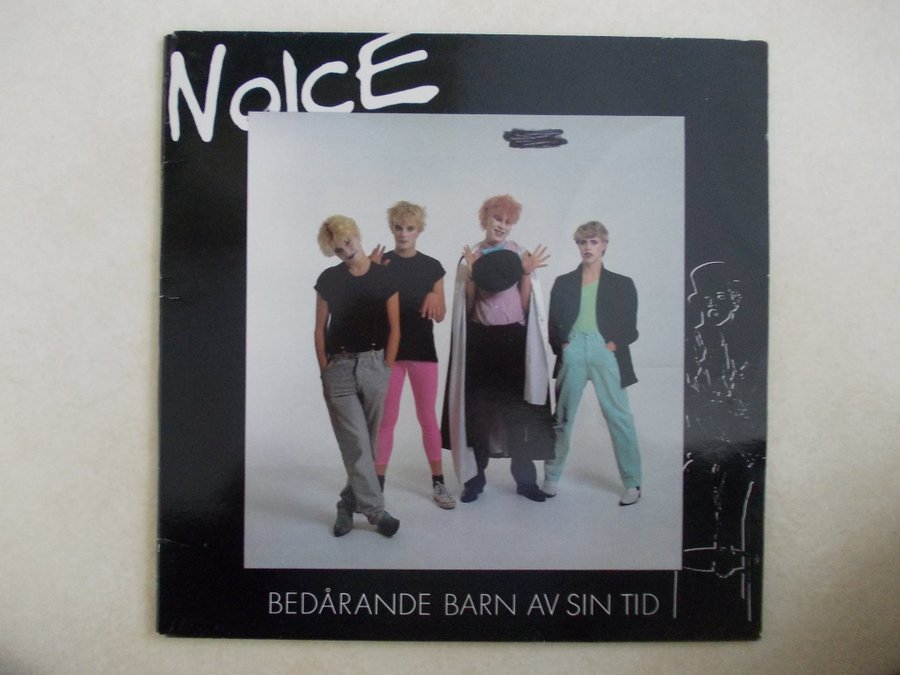 NoIcE
BEDÅRANDE BARN AV SIN TID